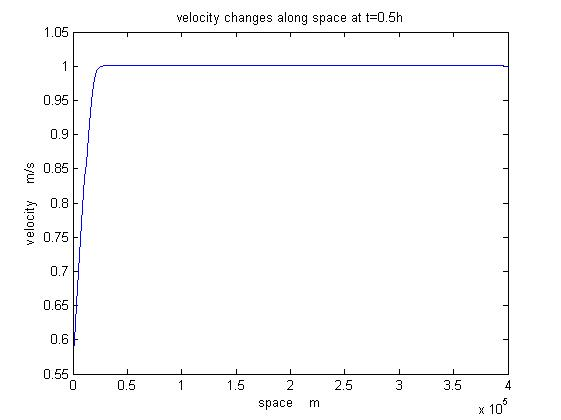 velocity changes along space at t=0.5h
1.05
1
0.95
0.9
0.85
0.8
0.75
0.7
0.65
0.6
0.55
velocity m/s
0 0.5 1 1.5 2 2.5 3 3.5 4
space m
x 10^5